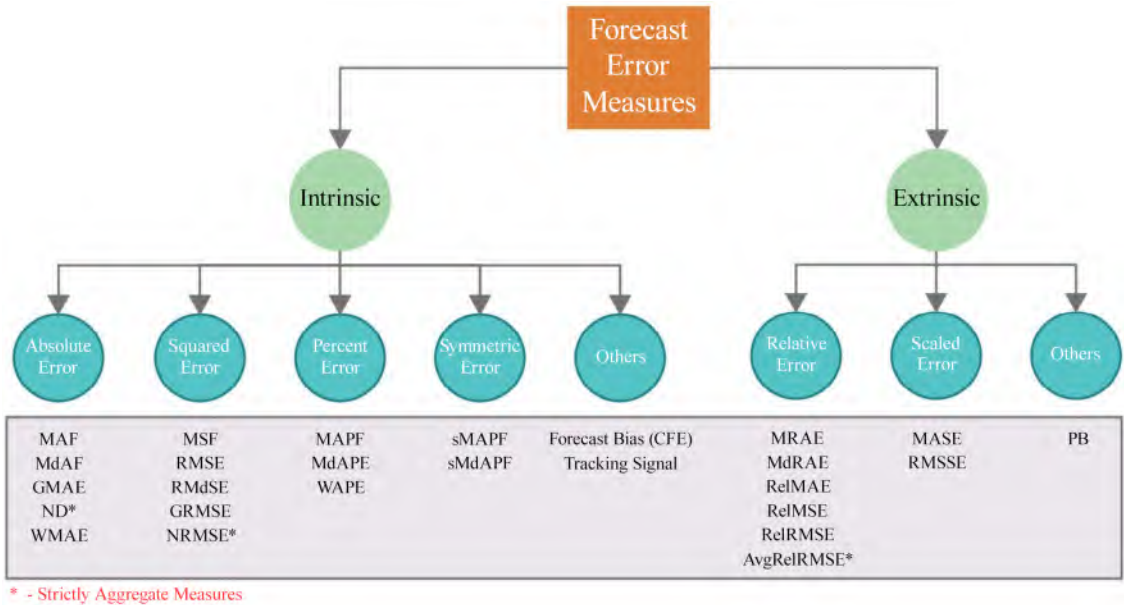 Forecast
Error
Measures
Intrinsic
Extrinsic
Absolute
Error
Squared
Error
Percent
Error
Symmetric
Error
Others
Relative
Error
Scaled
Error
Others
MAF
MdAF
GMAE
ND*
WMAE
MSF
RMSE
RMdSE
GRMSE
NRMSE*
MAPF
MdAPE
WAPE
sMAPF
sMdAPF
Forecast Bias (CFE)
Tracking Signal
MRAE
MdRAE
RelMAE
RelMSE
RelRMSE
AvgRelRMSE*
MASE
RMSSE
PB
* - Strictly Aggregate Measures